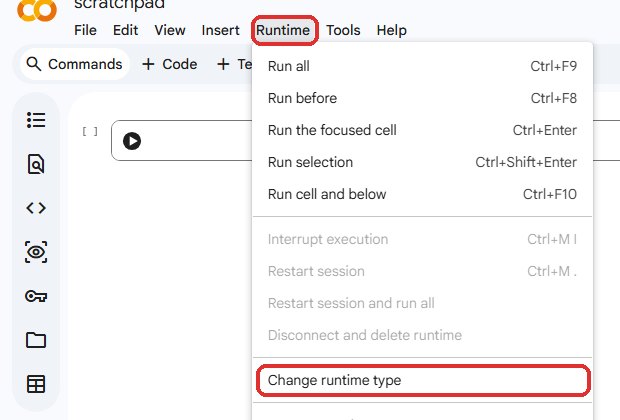 scratchpad
File Edit View Insert Runtime Tools Help
Commands + Code + Te
Run all Ctrl+F9
Run before Ctrl+F8
[ ] Run the focused cell Ctrl+Enter
Run selection Ctrl+Shift+Enter
Run cell and below Ctrl+F10
Interrupt execution Ctrl+M I
Restart session Ctrl+M .
Restart session and run all
Disconnect and delete runtime
Change runtime type